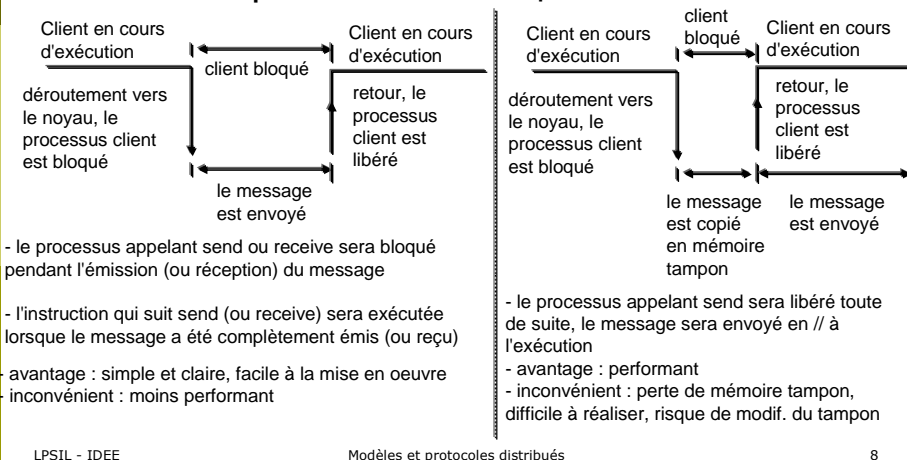 Client en cours
d'exécution
client bloqué
Client en cours
d'exécution
déroutement vers
le noyau, le
processus client
est bloqué
retour, le
processus
client est
libéré
le message
est envoyé
- le processus appelant send ou receive sera bloqué
pendant l'émission (ou réception) du message
- l'instruction qui suit send (ou receive) sera exécutée
lorsque le message a été complètement émis (ou reçu)
- avantage : simple et claire, facile à la mise en oeuvre
- inconvénient : moins performant
Client en cours
d'exécution
client
bloqué
Client en cours
d'exécution
déroutement vers
le noyau, le
processus client
est bloqué
retour, le
processus
client est
libéré
le message
est copié
en mémoire
tampon
le message
est envoyé
- le processus appelant send sera libéré toute
de suite, le message sera envoyé en // à
l'exécution
- avantage : performant
- inconvénient : perte de mémoire tampon,
difficile à réaliser, risque de modif. du tampon
LPSIL - IDEE
Modèles et protocoles distribués
8